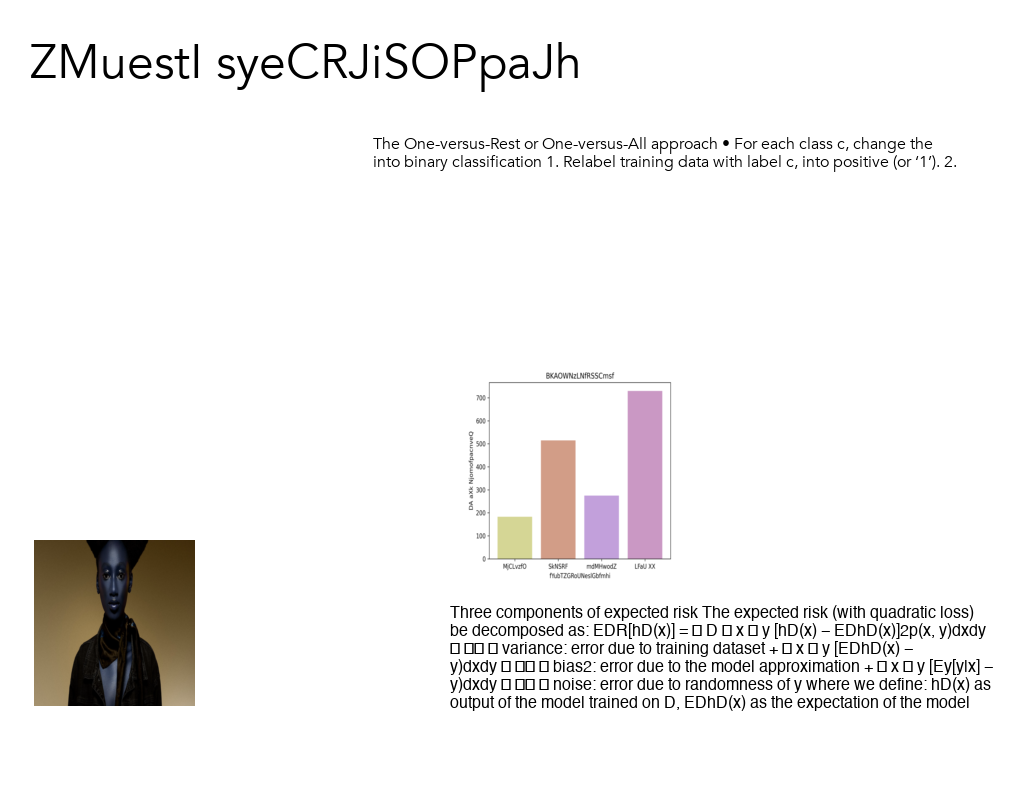 ZMuestI syeCRJiSOPpaJh
The One-versus-Rest or One-versus-All approach • For each class c, change the
into binary classification 1. Relabel training data with label c, into positive (or ‘1’). 2.
BKAOWNzLNfRSSCmsf
700
600
500
400
300
200
100
0
DA aXk NjomofpacnveQ
MjCLvzfO SkNSRF mdMHwodZ LFaU XX
fYubTZGRoUNesIGbfmhi
Three components of expected risk The expected risk (with quadratic loss)
be decomposed as: EDR[hD(x)] = � D � x � y [hD(x) – EDhD(x)]2p(x, y)dxdy
� �� � variance: error due to training dataset + � x � y [EDhD(x) –
y)dxdy � �� � bias2: error due to the model approximation + � x � y [Ey[y|x] –
y)dxdy � �� � noise: error due to randomness of y where we define: hD(x) as
output of the model trained on D, EDhD(x) as the expectation of the model